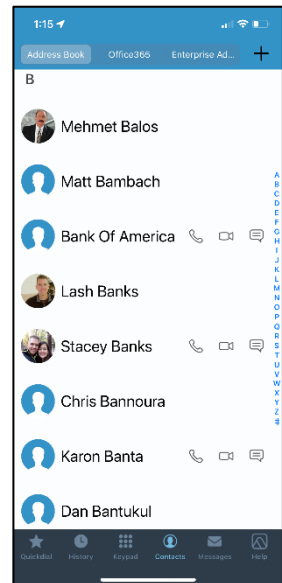 1:15
Address Book Office365 Enterprise Ad...
B
Mehmet Balos
Matt Bambach
Bank Of America
Lash Banks
Stacey Banks
Chris Bannoura
Karon Banta
Dan Bantukul
A
B
C
D
E
F
G
H
I
J
K
L
M
N
O
P
Q
R
S
T
U
V
W
X
Y
Z
#
Quickdial History Keypad Contacts Messages Help